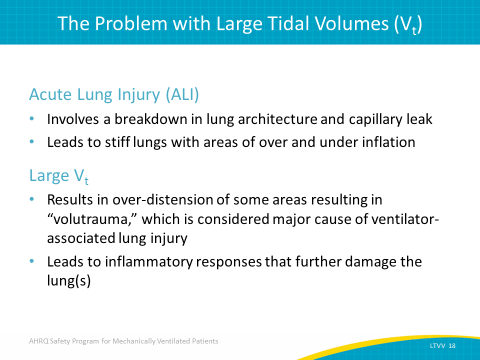 The Problem with Large Tidal Volumes (Vt)
Acute Lung Injury (ALI)
• Involves a breakdown in lung architecture and capillary leak
• Leads to stiff lungs with areas of over and under inflation
Large Vt
• Results in over-distension of some areas resulting in
“volutrauma,” which is considered major cause of ventilator-
associated lung injury
• Leads to inflammatory responses that further damage the
lung(s)
AHRQ Safety Program for Mechanically Ventilated Patients
LTVV 18